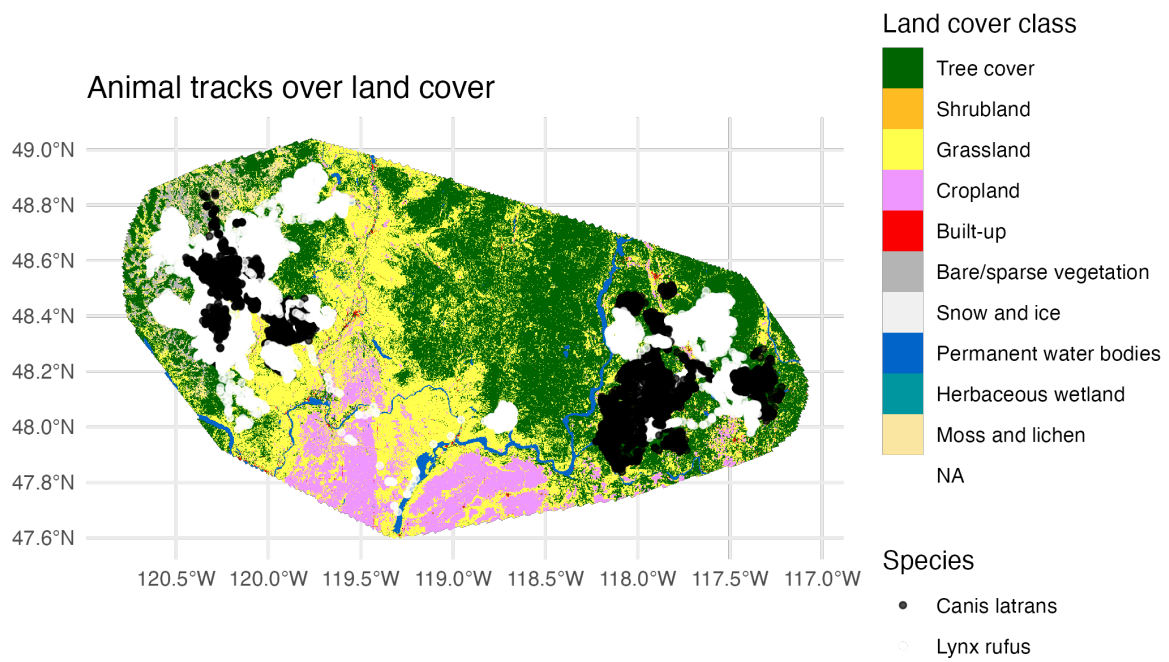 Animal tracks over land cover
49.0°N
48.8°N
48.6°N
48.4°N
48.2°N
48.0°N
47.8°N
47.6°N
120.5°W 120.0°W 119.5°W 119.0°W 118.5°W 118.0°W 117.5°W 117.0°W
Land cover class
Tree cover
Shrubland
Grassland
Cropland
Built-up
Bare/sparse vegetation
Snow and ice
Permanent water bodies
Herbaceous wetland
Moss and lichen
NA
Species
Canis latrans
Lynx rufus